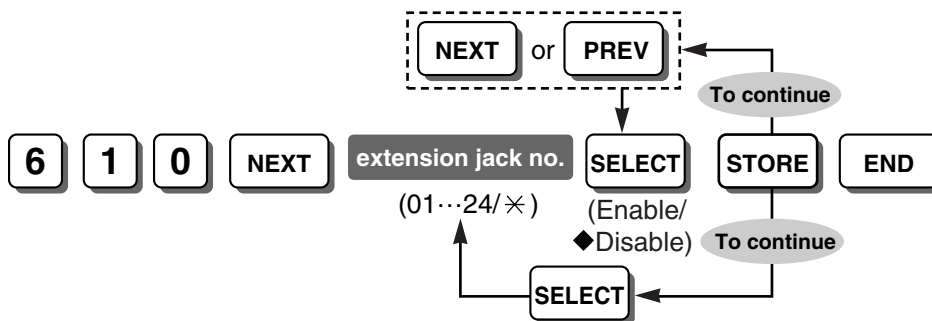 NEXT or PREV
To continue
6 1 0 NEXT extension jack no. SELECT STORE END
(01···24/✳) (Enable/
◆Disable) To continue
SELECT